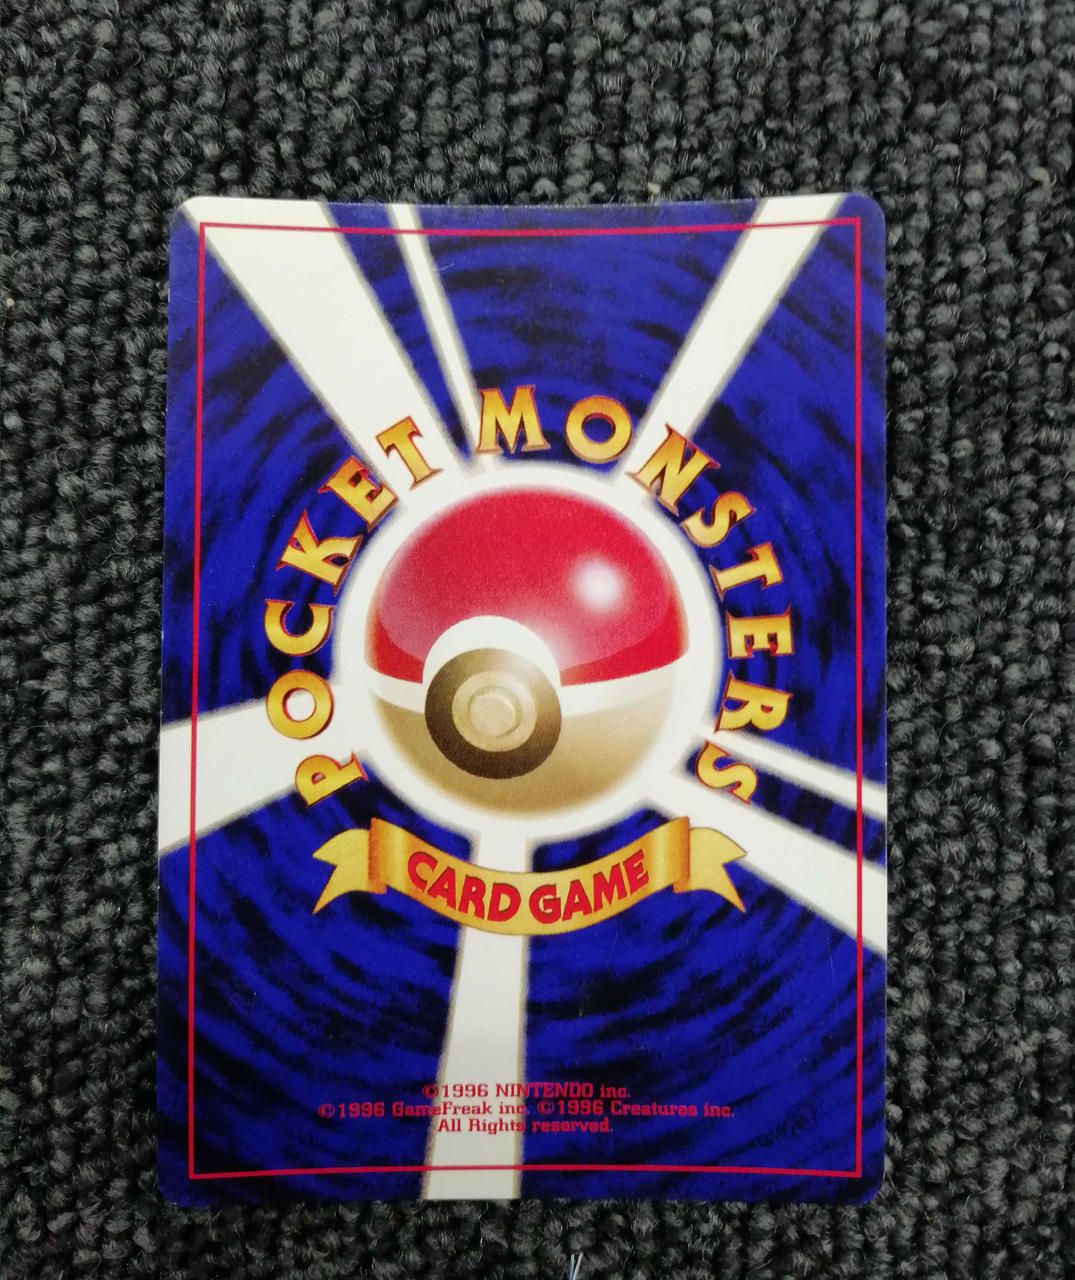 POCKET MONSTERS
CARD GAME
©1996 NINTENDO inc.
©1996 GameFreak inc. ©1996 Creatures inc.
All Rights reserved.